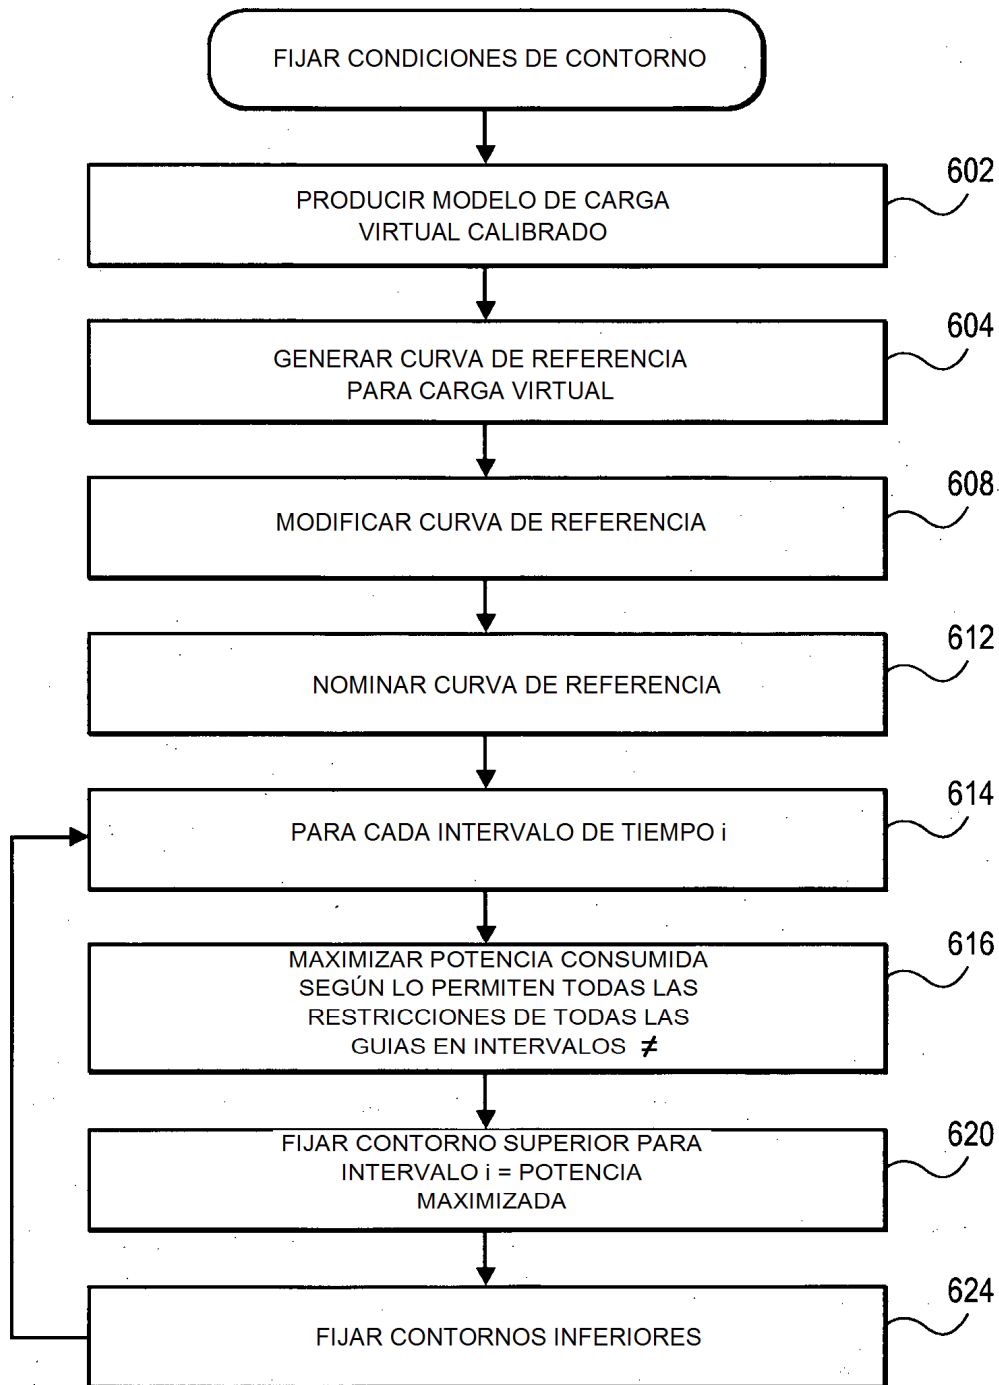 FIJAR CONDICIONES DE CONTORNO
602
PRODUCIR MODELO DE CARGA
VIRTUAL CALIBRADO
604
GENERAR CURVA DE REFERENCIA
PARA CARGA VIRTUAL
608
MODIFICAR CURVA DE REFERENCIA
612
NOMINAR CURVA DE REFERENCIA
614
PARA CADA INTERVALO DE TIEMPO i
616
MAXIMIZAR POTENCIA CONSUMIDA
SEGÚN LO PERMITEN TODAS LAS
RESTRICCIONES DE TODAS LAS
GUIAS EN INTERVALOS ≠
620
FIJAR CONTORNO SUPERIOR PARA
INTERVALO i = POTENCIA
MAXIMIZADA
624
FIJAR CONTORNOS INFERIORES